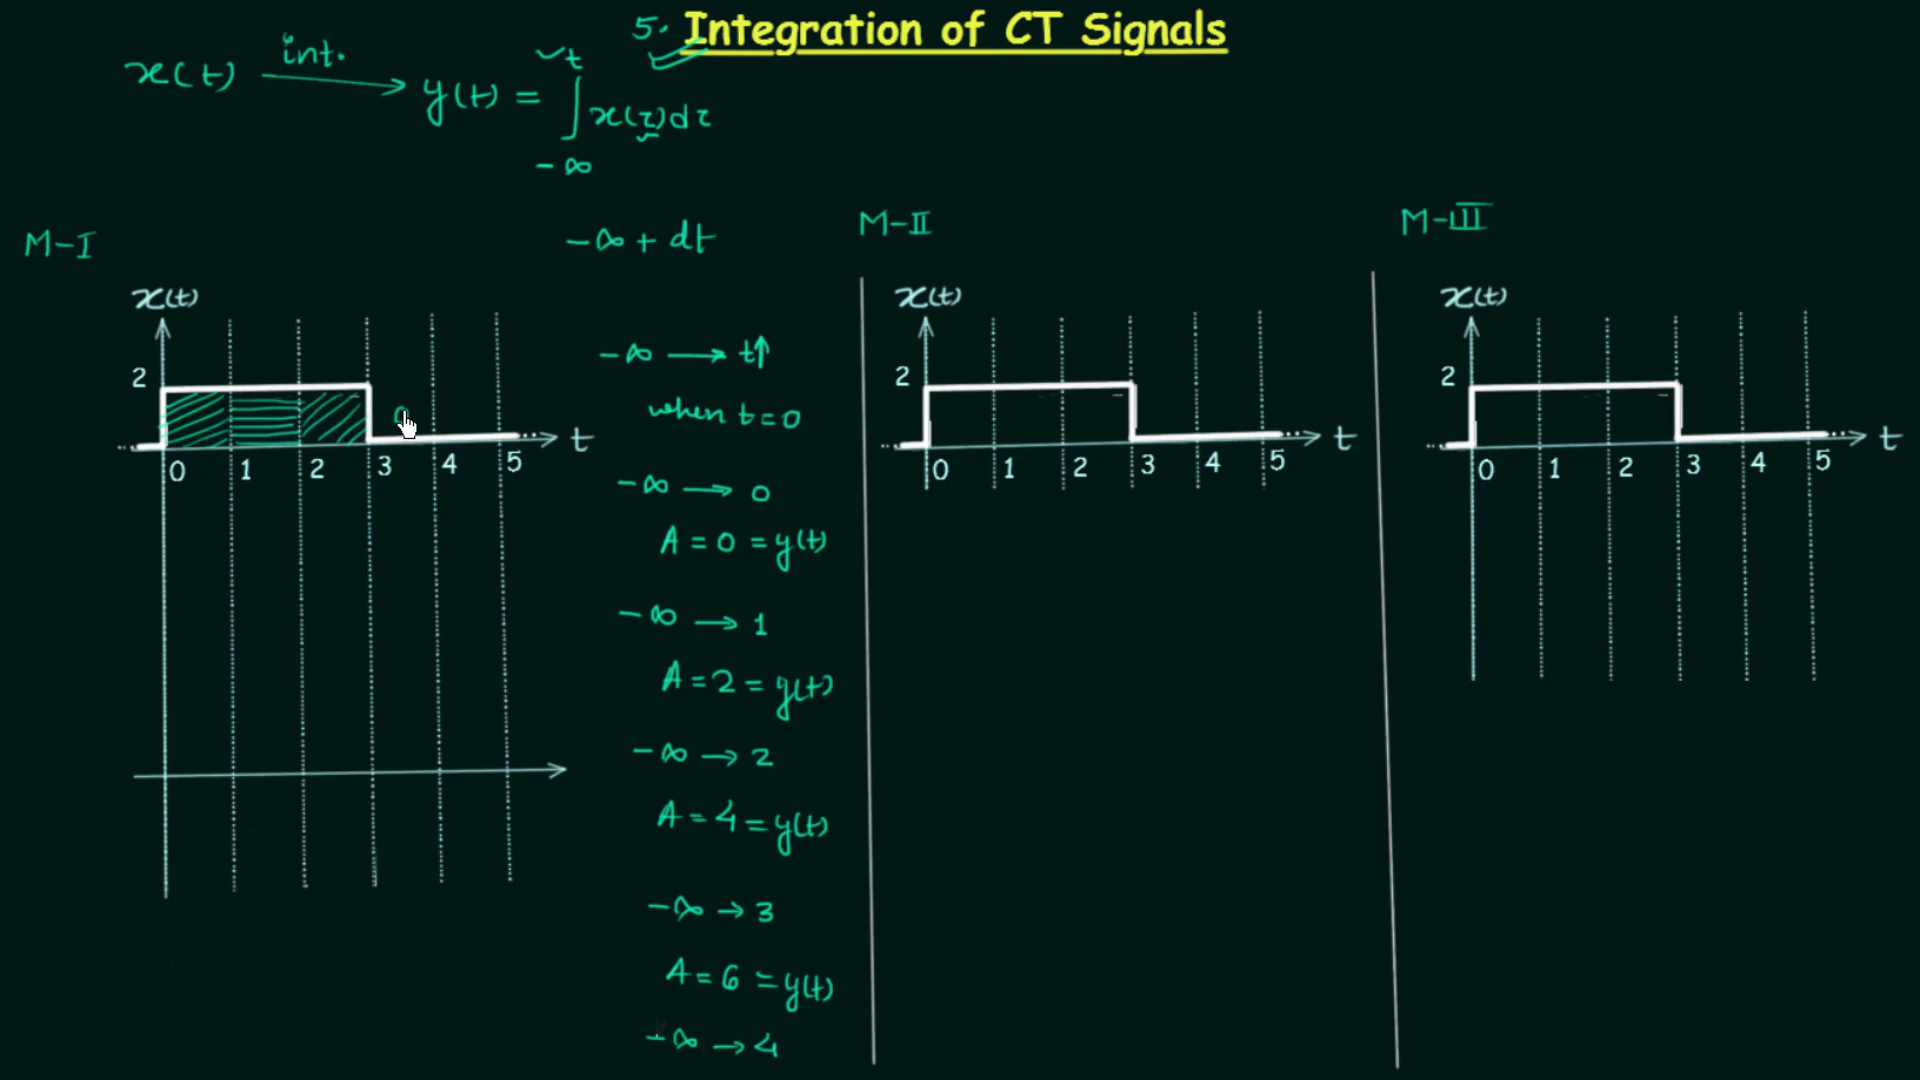 5. Integration of CT Signals
x(t) int. → y(t) = ∫ x(τ)dτ
t
-∞
M-I
-∞ + dt
M-II
M-III
x(t)
2
0 1 2 3 4 5 t
0
-∞ → t↑
when t = 0
-∞ → 0
A = 0 = y(t)
-∞ → 1
A = 2 = y(t)
-∞ → 2
A = 4 = y(t)
-∞ → 3
A = 6 = y(t)
-∞ → 4
x(t)
2
0 1 2 3 4 5 t
x(t)
2
0 1 2 3 4 5 t